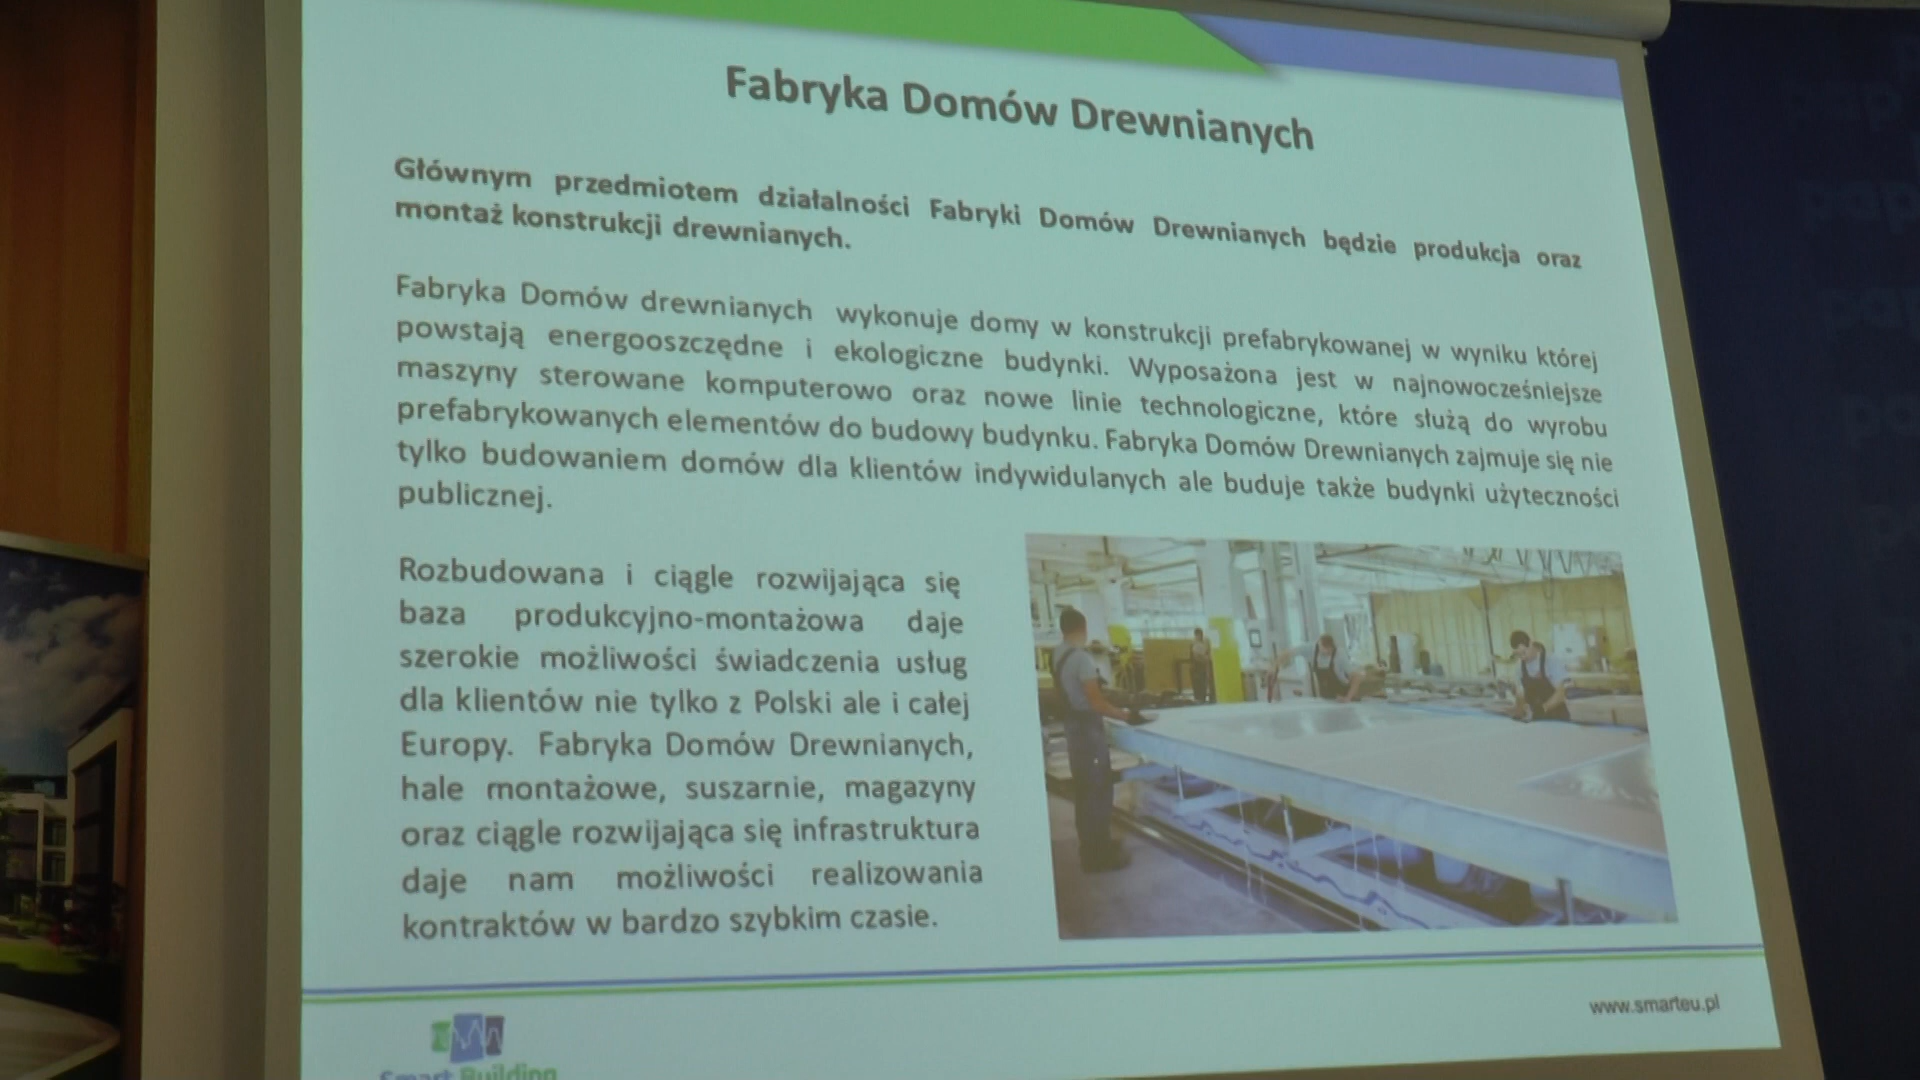 Fabryka Domów Drewnianych
Głównym przedmiotem działalności Fabryki Domów Drewnianych będzie produkcja oraz
montaż konstrukcji drewnianych.
Fabryka Domów drewnianych wykonuje domy w konstrukcji prefabrykowanej w wyniku której
powstają energooszczędne i ekologiczne budynki. Wyposażona jest w najnowocześniejsze
maszyny sterowane komputerowo oraz nowe linie technologiczne, które służą do wyrobu
prefabrykowanych elementów do budowy budynku. Fabryka Domów Drewnianych zajmuje się nie
tylko budowaniem domów dla klientów indywidulanych ale buduje także budynki użyteczności
publicznej.
Rozbudowana i ciągle rozwijająca się
baza produkcyjno-montażowa daje
szerokie możliwości świadczenia usług
dla klientów nie tylko z Polski ale i całej
Europy. Fabryka Domów Drewnianych,
hale montażowe, suszarnie, magazyny
oraz ciągle rozwijająca się infrastruktura
daje nam możliwości realizowania
kontraktów w bardzo szybkim czasie.
www.smarteu.pl
Smart Building
pap
pap